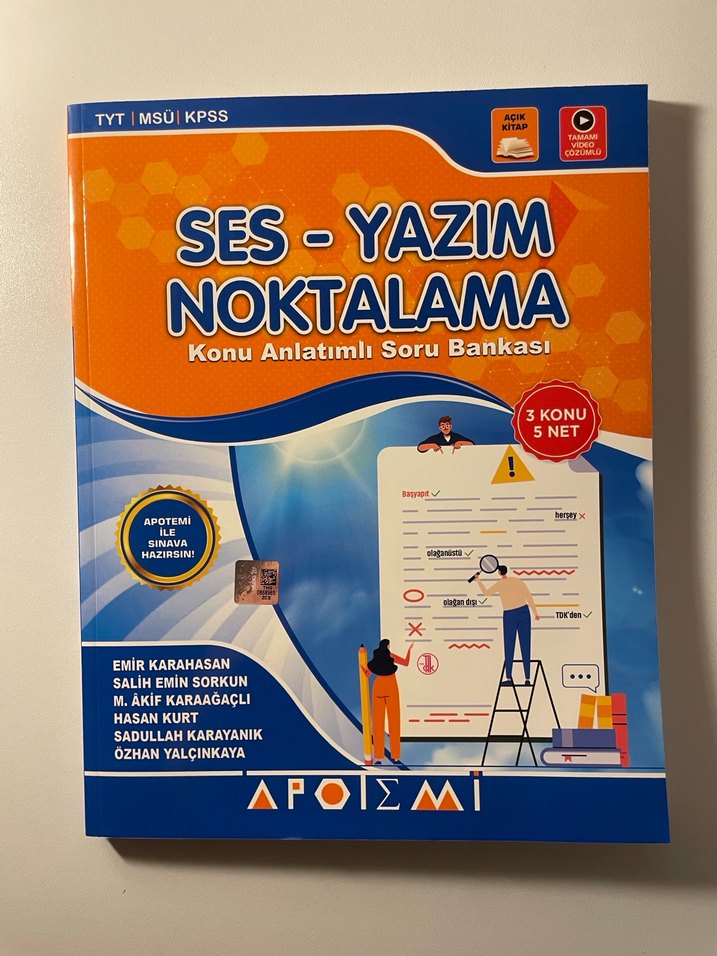 TYT | MSÜ | KPSS
AÇIK
KİTAP
TAMAMI
VİDEO
ÇÖZÜMLÜ
SES - YAZIM
NOKTALAMA
Konu Anlatımlı Soru Bankası
3 KONU
5 NET
Başyapıt
herşey
olağanüstü
olağan dışı
TDK'den
APOTEMİ
İLE
SINAVA
HAZIRSIN!
EMİR KARAHASAN
SALİH EMİN SORKUN
M. ÂKİF KARAAĞAÇLI
HASAN KURT
SADULLAH KARAYANIK
ÖZHAN YALÇINKAYA
APOTEMİ